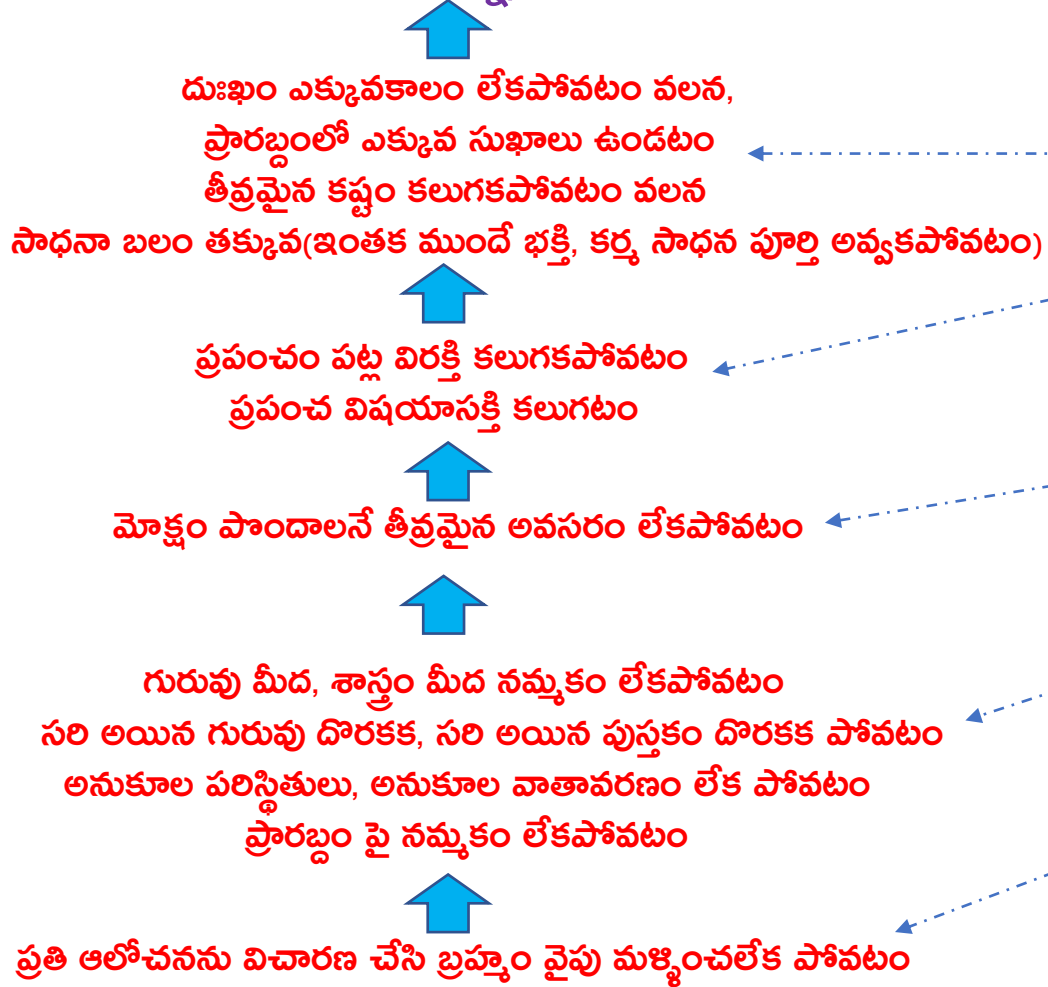 దుఃఖం ఎక్కువకాలం లేకపోవటం వలన,
ప్రారబ్దంలో ఎక్కువ సుఖాలు ఉండటం
తీవ్రమైన కష్టం కలుగకపోవటం వలన
సాధనా బలం తక్కువ(ఇంతక ముందే భక్తి, కర్మ సాధన పూర్తి అవ్వకపోవటం)
ప్రపంచం పట్ల విరక్తి కలుగకపోవటం
ప్రపంచ విషయాసక్తి కలుగటం
మోక్షం పొందాలనే తీవ్రమైన అవసరం లేకపోవటం
గురువు మీద, శాస్త్రం మీద నమ్మకం లేకపోవటం
సరి అయిన గురువు దొరకక, సరి అయిన పుస్తకం దొరకక పోవటం
అనుకూల పరిస్థితులు, అనుకూల వాతావరణం లేక పోవటం
ప్రారబ్దం పై నమ్మకం లేకపోవటం
ప్రతి ఆలోచనను విచారణ చేసి బ్రహ్మం వైపు మళ్ళించలేక పోవటం